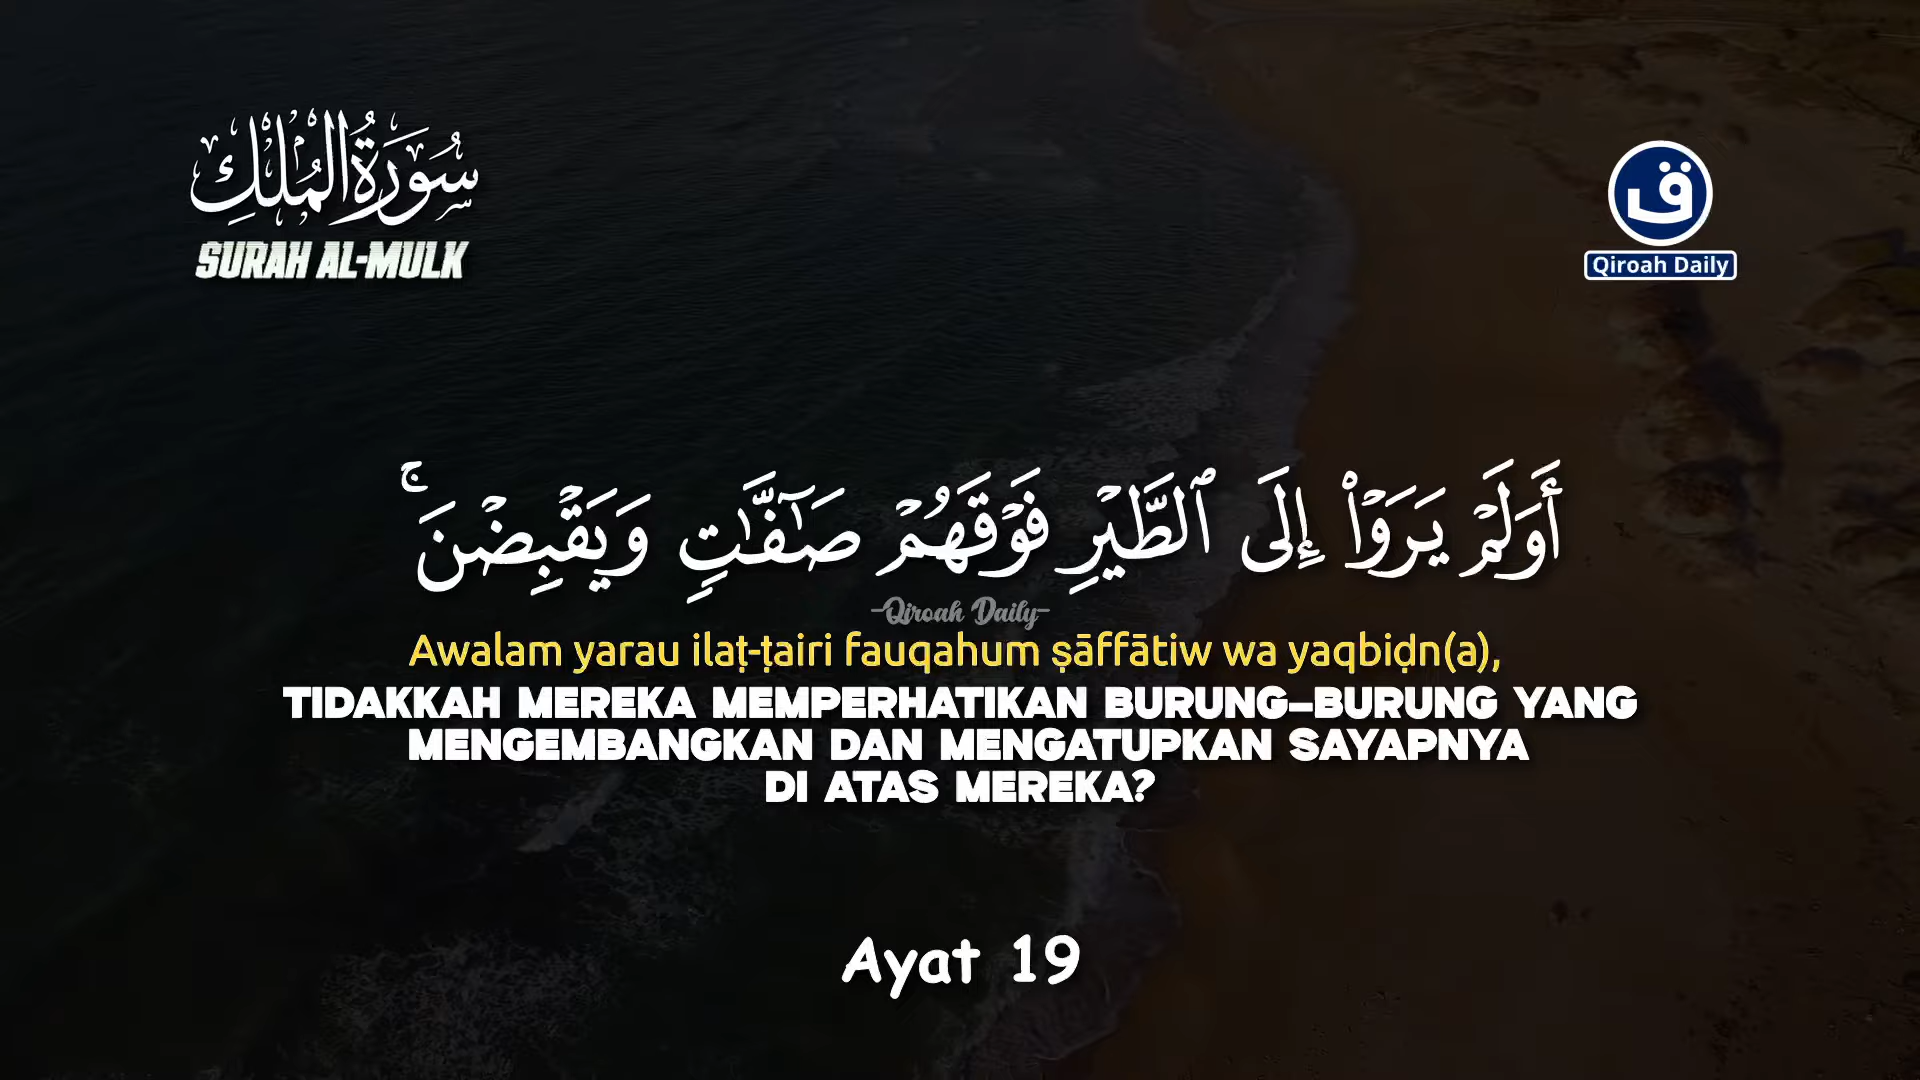 سُورَةُ الْمُلْكِ
SURAH AL-MULK
ق
Qiroah Daily
أَوَلَمْ يَرَوْا۟ إِلَى ٱلطَّيْرِ فَوْقَهُمْ صَـٰٓفَّـٰتٍ وَيَقْبِضْنَ ۚ
-Qiroah Daily-
Awalam yarau ilaṭ-ṭairi fauqahum ṣāffātiw wa yaqbiḍn(a),
TIDAKKAH MEREKA MEMPERHATIKAN BURUNG-BURUNG YANG
MENGEMBANGKAN DAN MENGATUPKAN SAYAPNYA
DI ATAS MEREKA?
Ayat 19